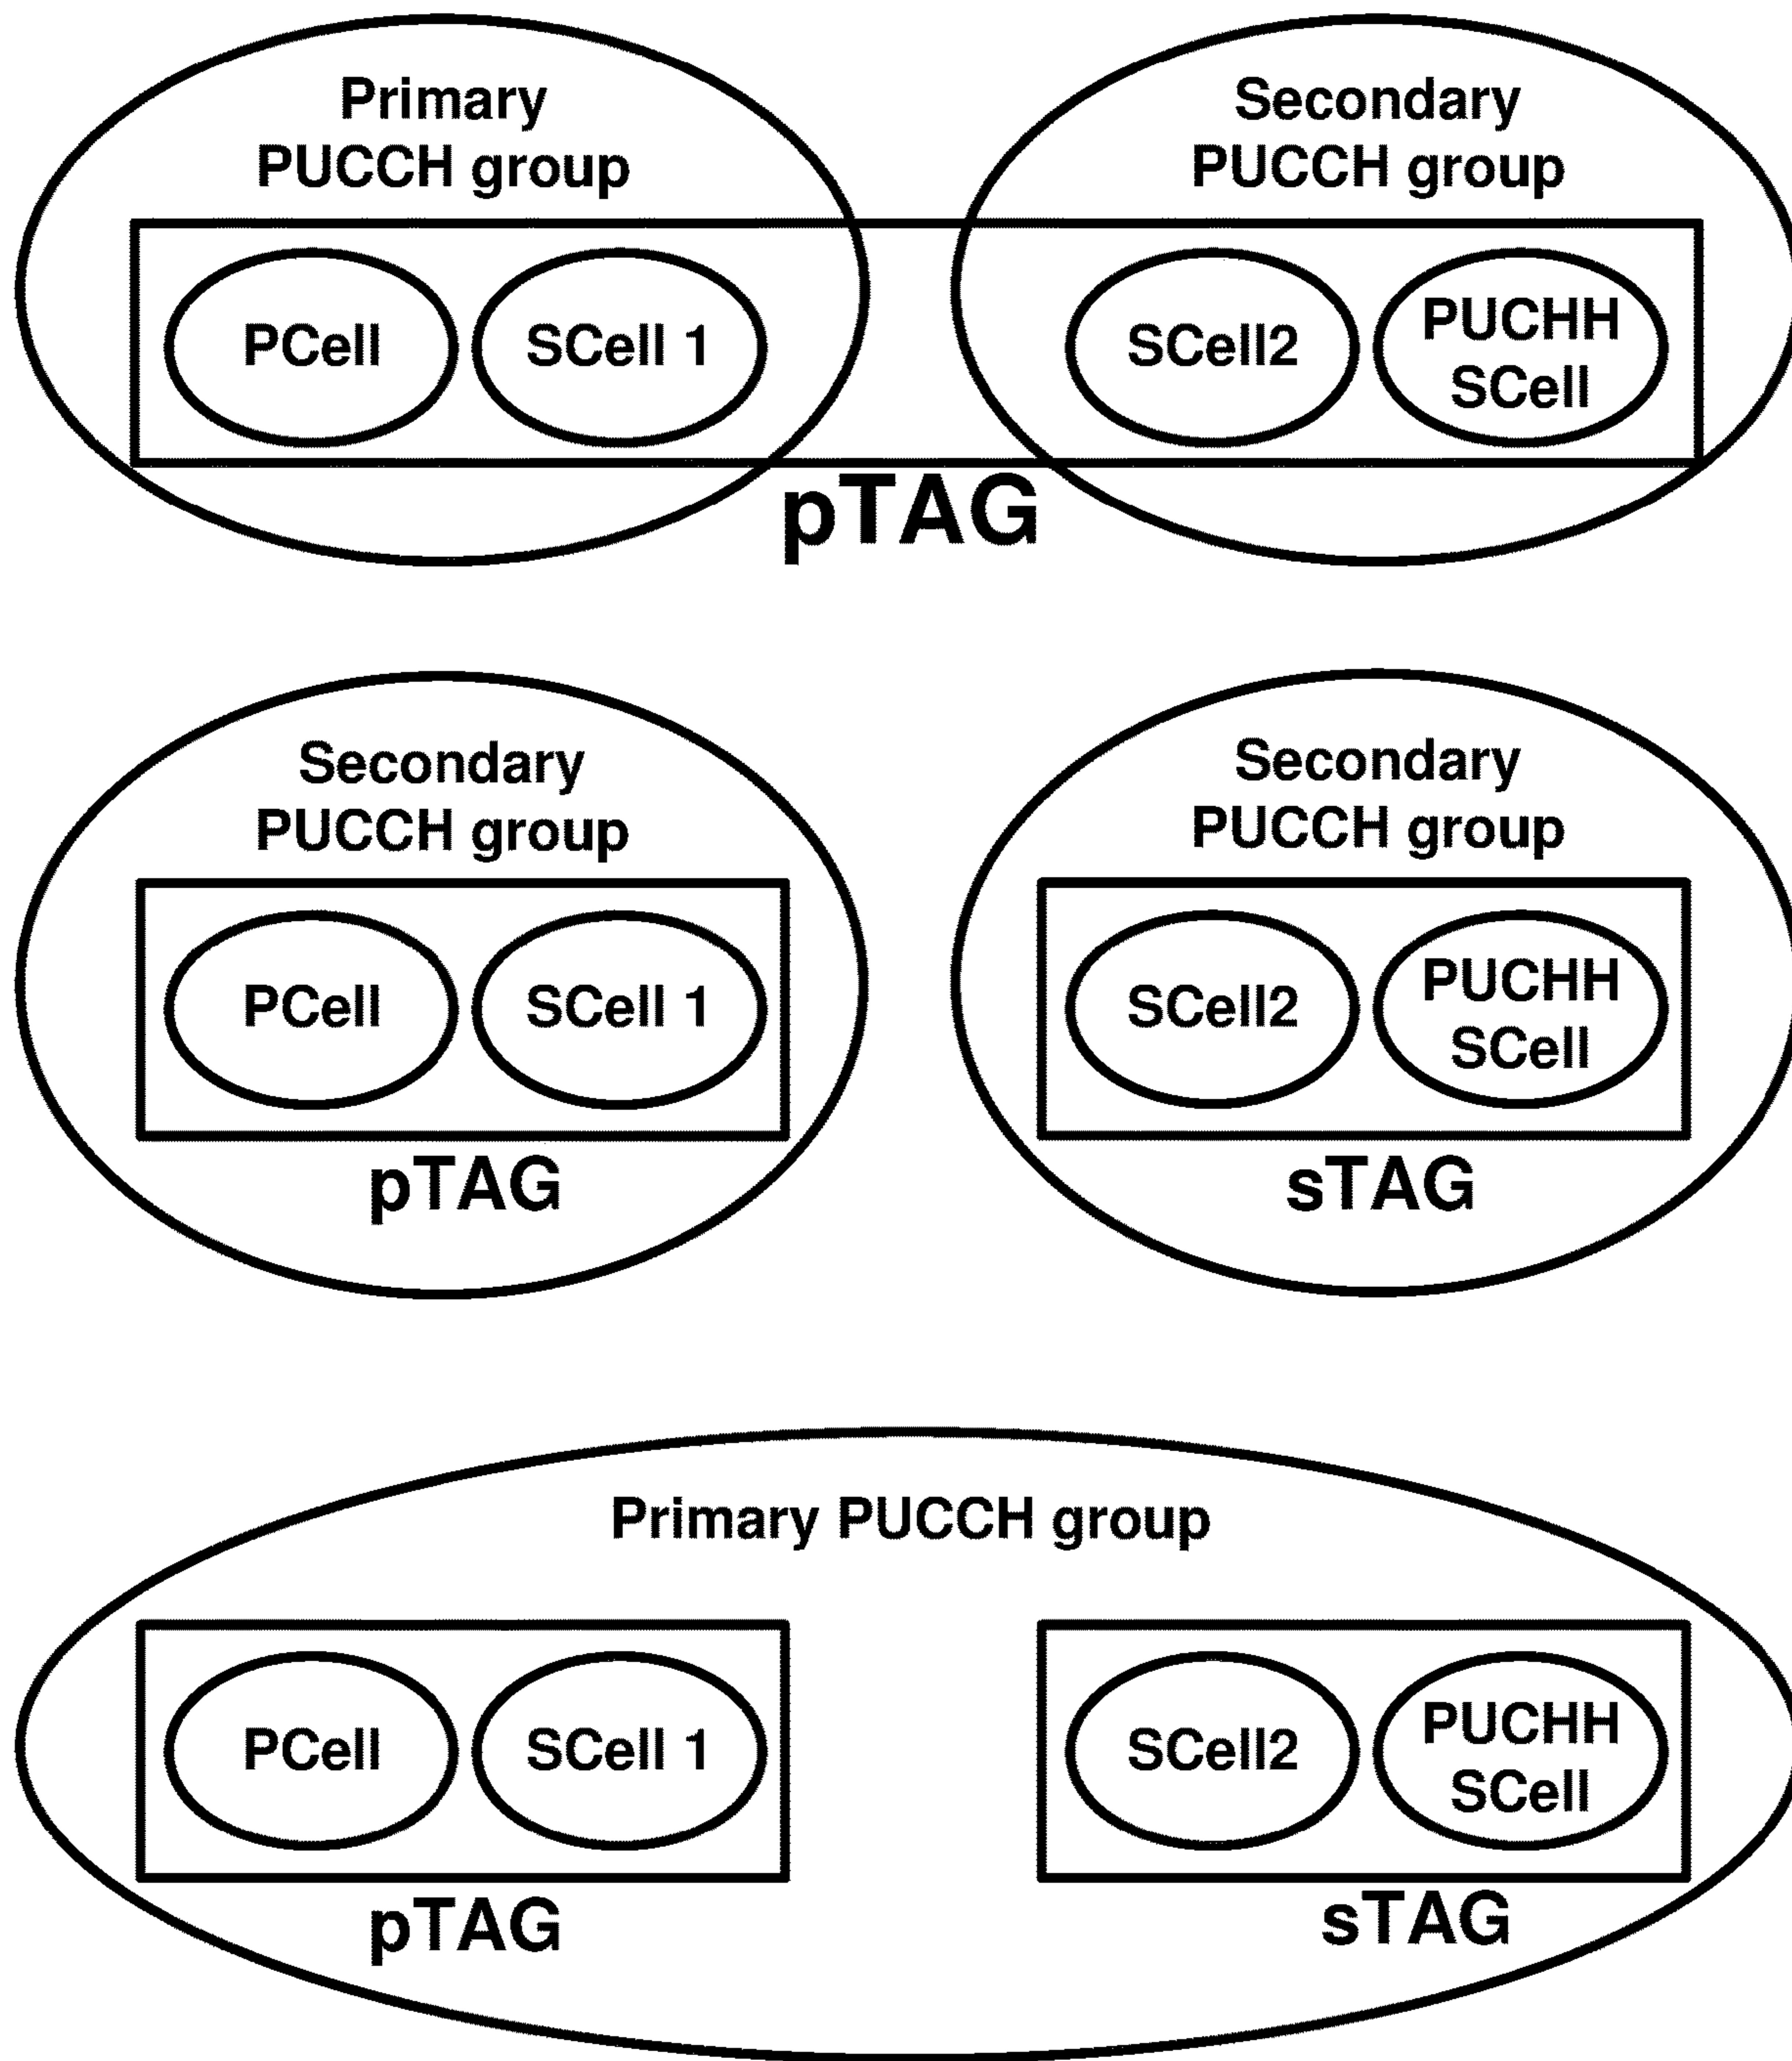 Primary
PUCCH group
Secondary
PUCCH group
PCell
SCell 1
SCell2
PUCHH
SCell
pTAG
Secondary
PUCCH group
Secondary
PUCCH group
PCell
SCell 1
SCell2
PUCHH
SCell
pTAG
sTAG
Primary PUCCH group
PCell
SCell 1
SCell2
PUCHH
SCell
pTAG
sTAG